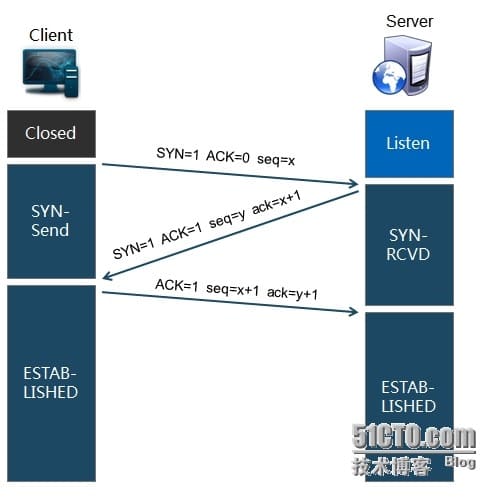 Client
Server
Closed
Listen
SYN=1 ACK=0 seq=x
SYN-
Send
SYN=1 ACK=1 seq=y ack=x+1
SYN-
RCVD
ACK=1 seq=x+1 ack=y+1
ESTAB-
LISHED
ESTAB-
LISHED
51CTO.com
技术博客 Blog